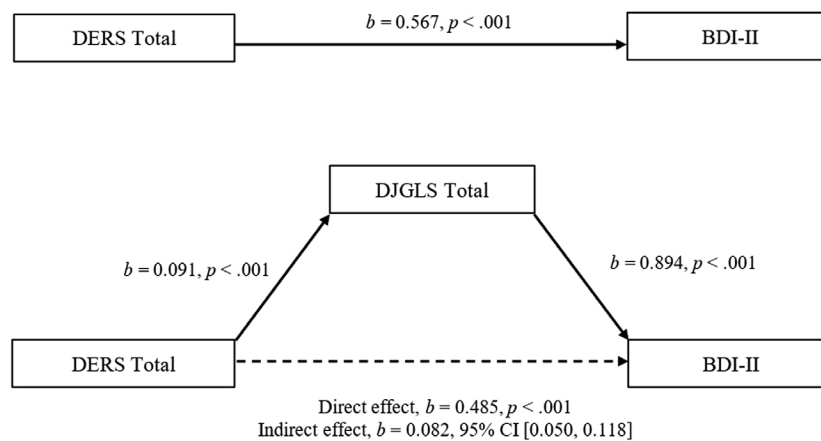 b = 0.567, p < .001
DERS Total
BDI-II
DJGLS Total
b = 0.091, p < .001
b = 0.894, p < .001
DERS Total
BDI-II
Direct effect, b = 0.485, p < .001
Indirect effect, b = 0.082, 95% CI [0.050, 0.118]